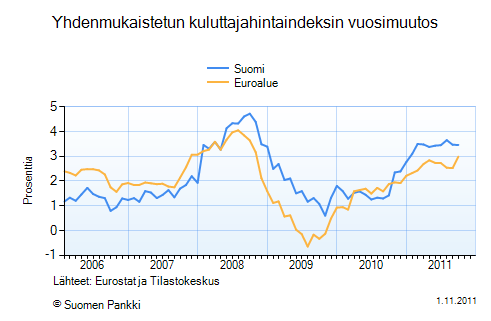 Yhdenmukaistetun kuluttajahintaindeksin vuosimuutos
Suomi
Euroalue
Prosenttia
5
4
3
2
1
0
-1
2006 2007 2008 2009 2010 2011
Lähteet: Eurostat ja Tilastokeskus
© Suomen Pankki
1.11.2011